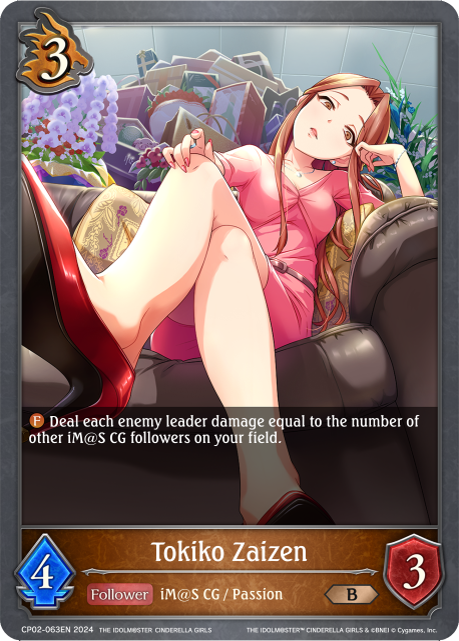 3
F Deal each enemy leader damage equal to the number of
other iM@S CG followers on your field.
Tokiko Zaizen
4
Follower iM@S CG / Passion B
3
CP02-063EN 2024 THE IDOLM@STER CINDERELLA GIRLS THE IDOLM@STER™ CINDERELLA GIRLS & ©BNEI © Cygames, Inc.